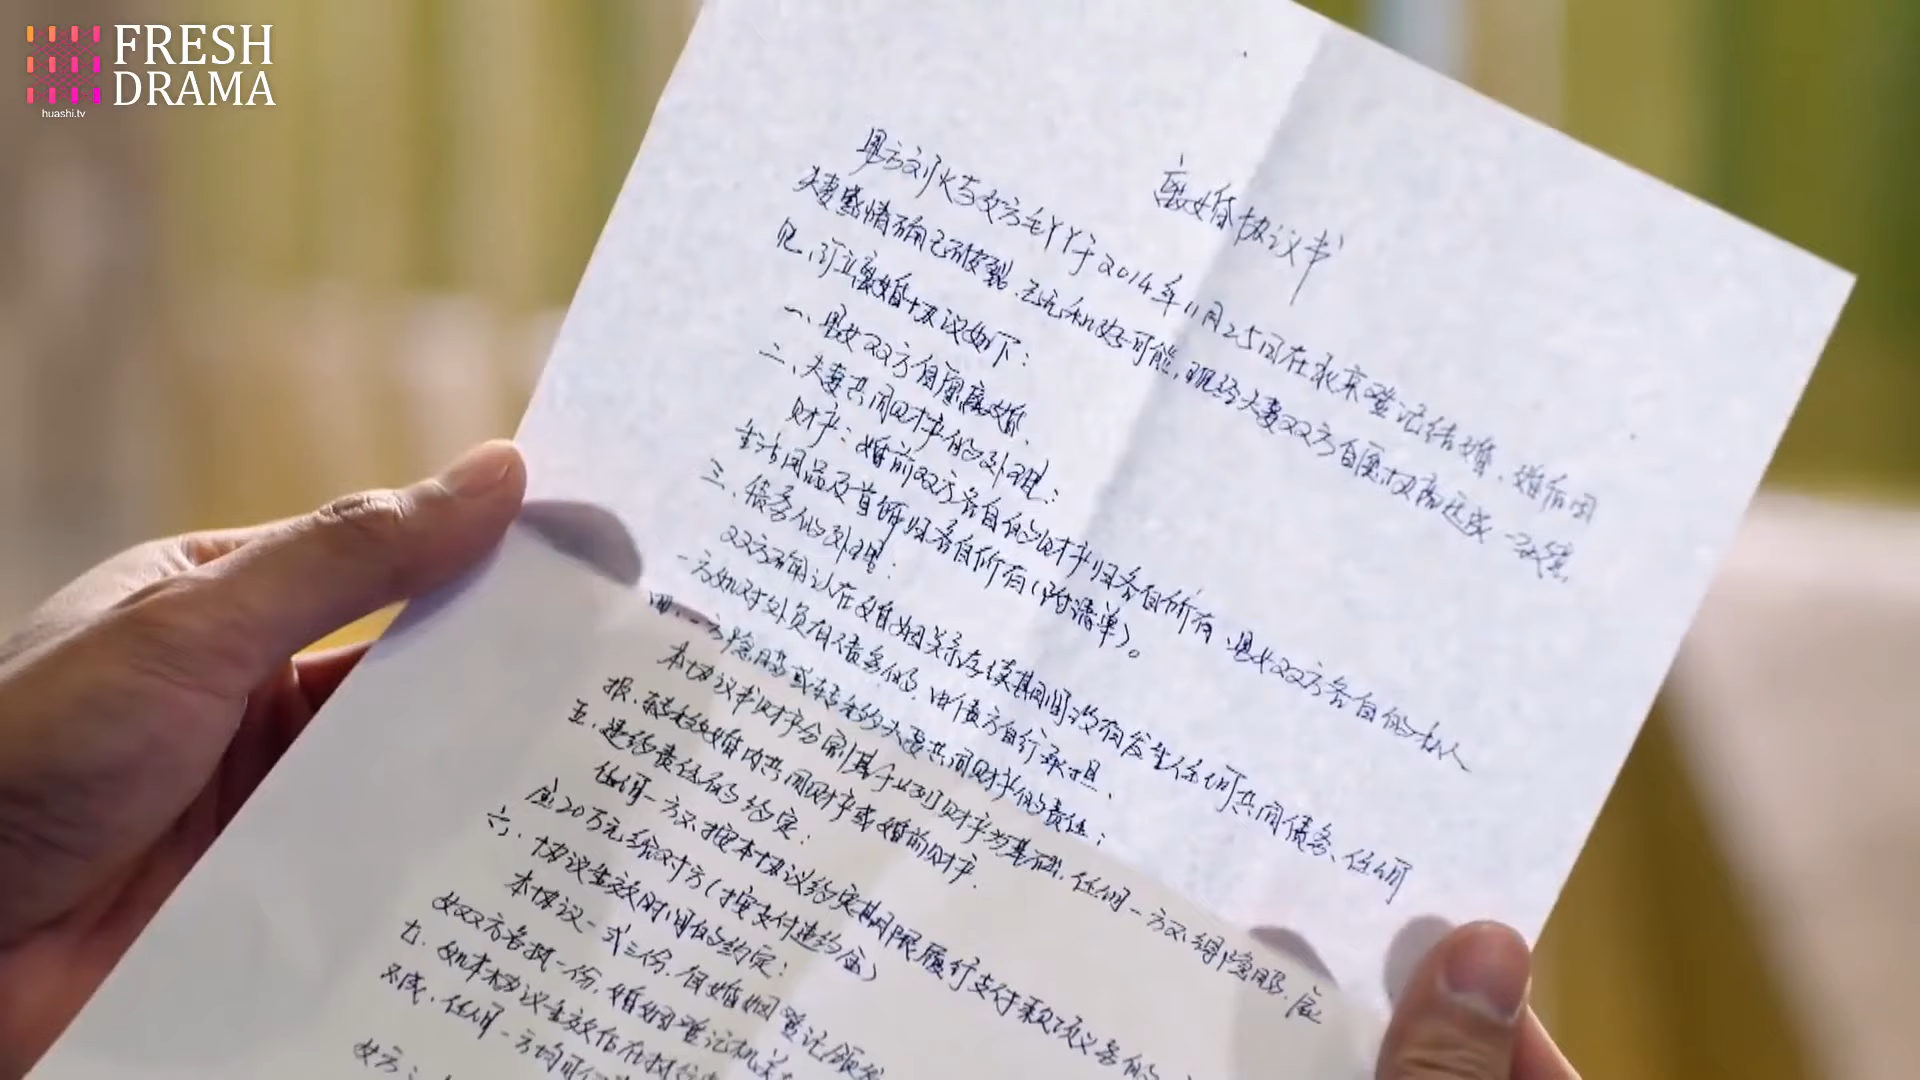 FRESH
DRAMA
huashi.tv
离婚协议书
男方刘火与女方毛丫丫于2014年11月25日在北京登记结婚、婚后因
夫妻感情确已破裂、已无和好可能，现经夫妻双方自愿协商达成一致意
见、订立离婚协议如下：
一、男女双方自愿离婚、
二、夫妻共同财产的处理：
财产：婚前双方各自的财产归各自所有、男女双方各自的私人
生活用品及首饰归各自所有（附清单）。
三、债务的处理：
双方确认在婚姻关系存续期间没有发生任何共同债务、任何
一方如对外负有债务的、由债方自行承担、
四、一方隐瞒或转移夫妻共同财产的责任：
本协议书财产分割基于上列财产为基础，任何一方不得隐瞒、虚
报、婚内共同财产或婚前财产.
五、违约责任的约定：
任何一方不按本协议约定期限履行支付款项义务的、
金20万元给对方（按支付违约金）
六、协议生效时间的约定：
本协议一式三份，自婚姻登记颁发
女双方各执一份，婚姻登记机关
七、如本协议生效后在执行
不成，任何一方均可
女方：